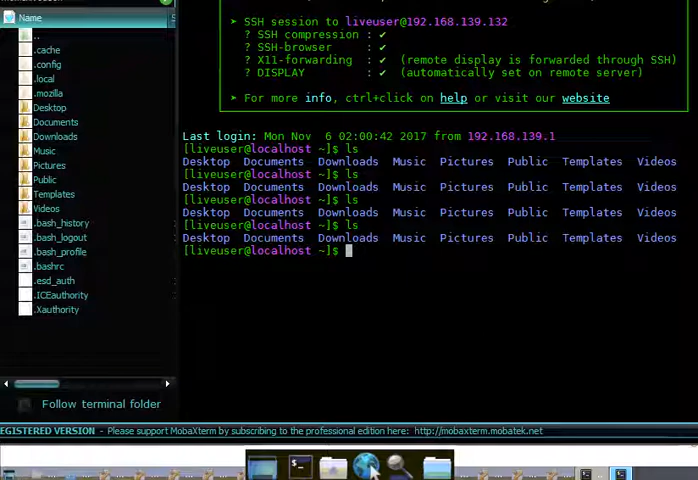 Name
..
.cache
.config
.local
.mozilla
Desktop
Documents
Downloads
Music
Pictures
Public
Templates
Videos
.bash_history
.bash_logout
.bash_profile
.bashrc
.esd_auth
.ICEauthority
.Xauthority
Follow terminal folder
➤ SSH session to liveuser@192.168.139.132
? SSH compression : ✔
? SSH-browser : ✔
? X11-forwarding : ✔ (remote display is forwarded through SSH)
? DISPLAY : ✔ (automatically set on remote server)
➤ For more info, ctrl+click on help or visit our website
Last login: Mon Nov 6 02:00:42 2017 from 192.168.139.1
[liveuser@localhost ~]$ ls
Desktop Documents Downloads Music Pictures Public Templates Videos
[liveuser@localhost ~]$ ls
Desktop Documents Downloads Music Pictures Public Templates Videos
[liveuser@localhost ~]$ ls
Desktop Documents Downloads Music Pictures Public Templates Videos
[liveuser@localhost ~]$ ls
Desktop Documents Downloads Music Pictures Public Templates Videos
[liveuser@localhost ~]$
EGISTERED VERSION - Please support MobaXterm by subscribing to the professional edition here: http://mobaxterm.mobatek.net